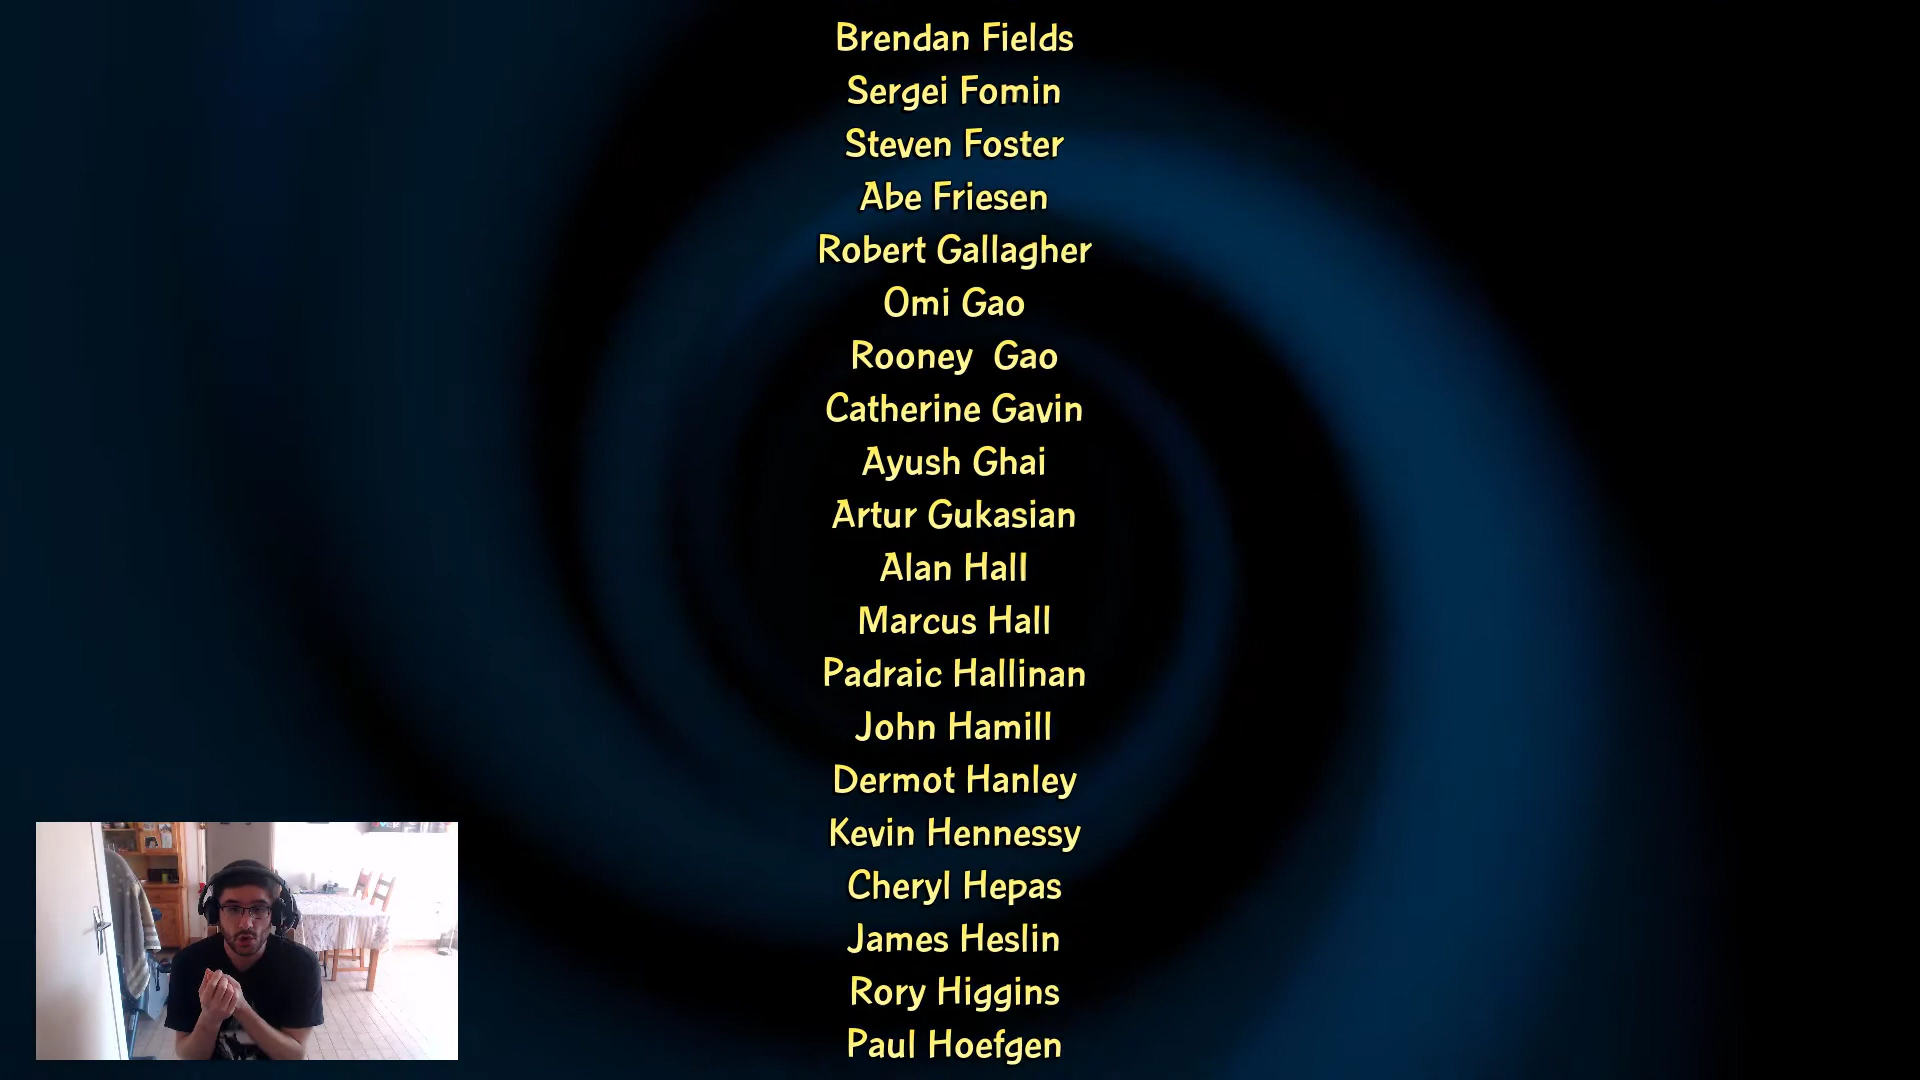 Brendan Fields
Sergei Fomin
Steven Foster
Abe Friesen
Robert Gallagher
Omi Gao
Rooney  Gao
Catherine Gavin
Ayush Ghai
Artur Gukasian
Alan Hall
Marcus Hall
Padraic Hallinan
John Hamill
Dermot Hanley
Kevin Hennessy
Cheryl Hepas
James Heslin
Rory Higgins
Paul Hoefgen